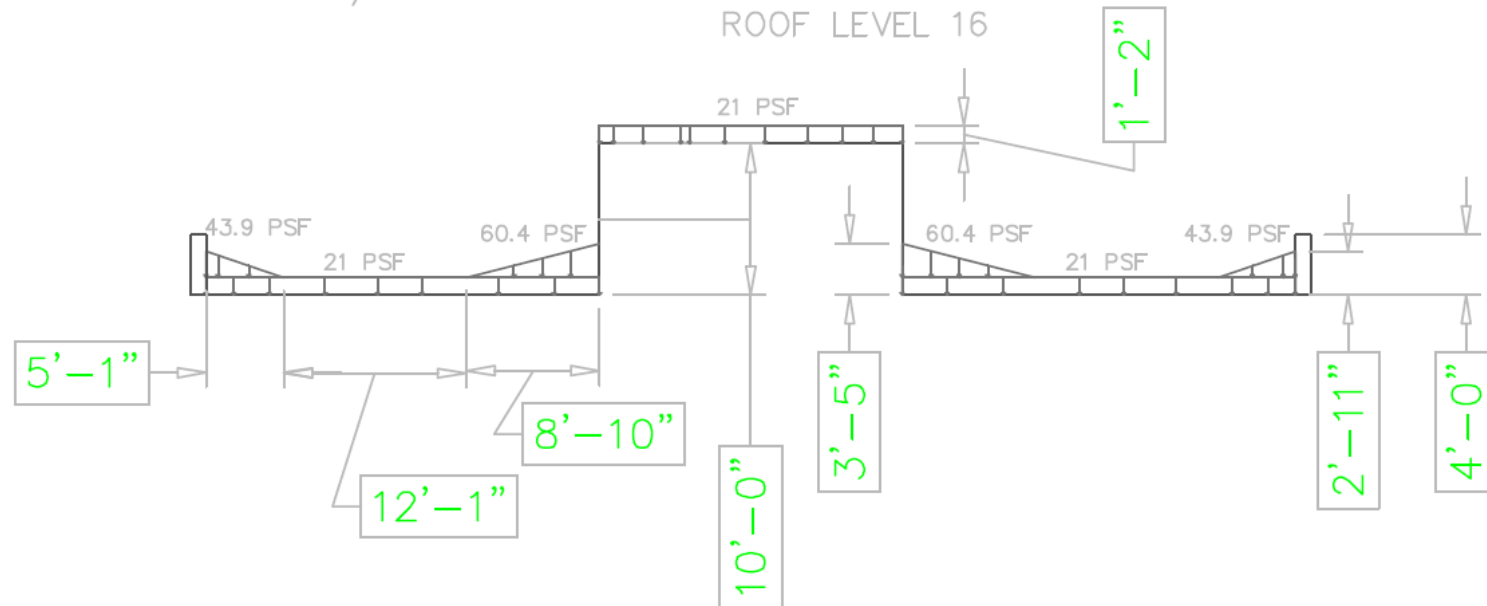 ROOF LEVEL 16
1'-2"
21 PSF
43.9 PSF
60.4 PSF
60.4 PSF
43.9 PSF
21 PSF
21 PSF
5'-1"
8'-10"
12'-1"
10'-0"
3'-5"
2'-11"
4'-0"